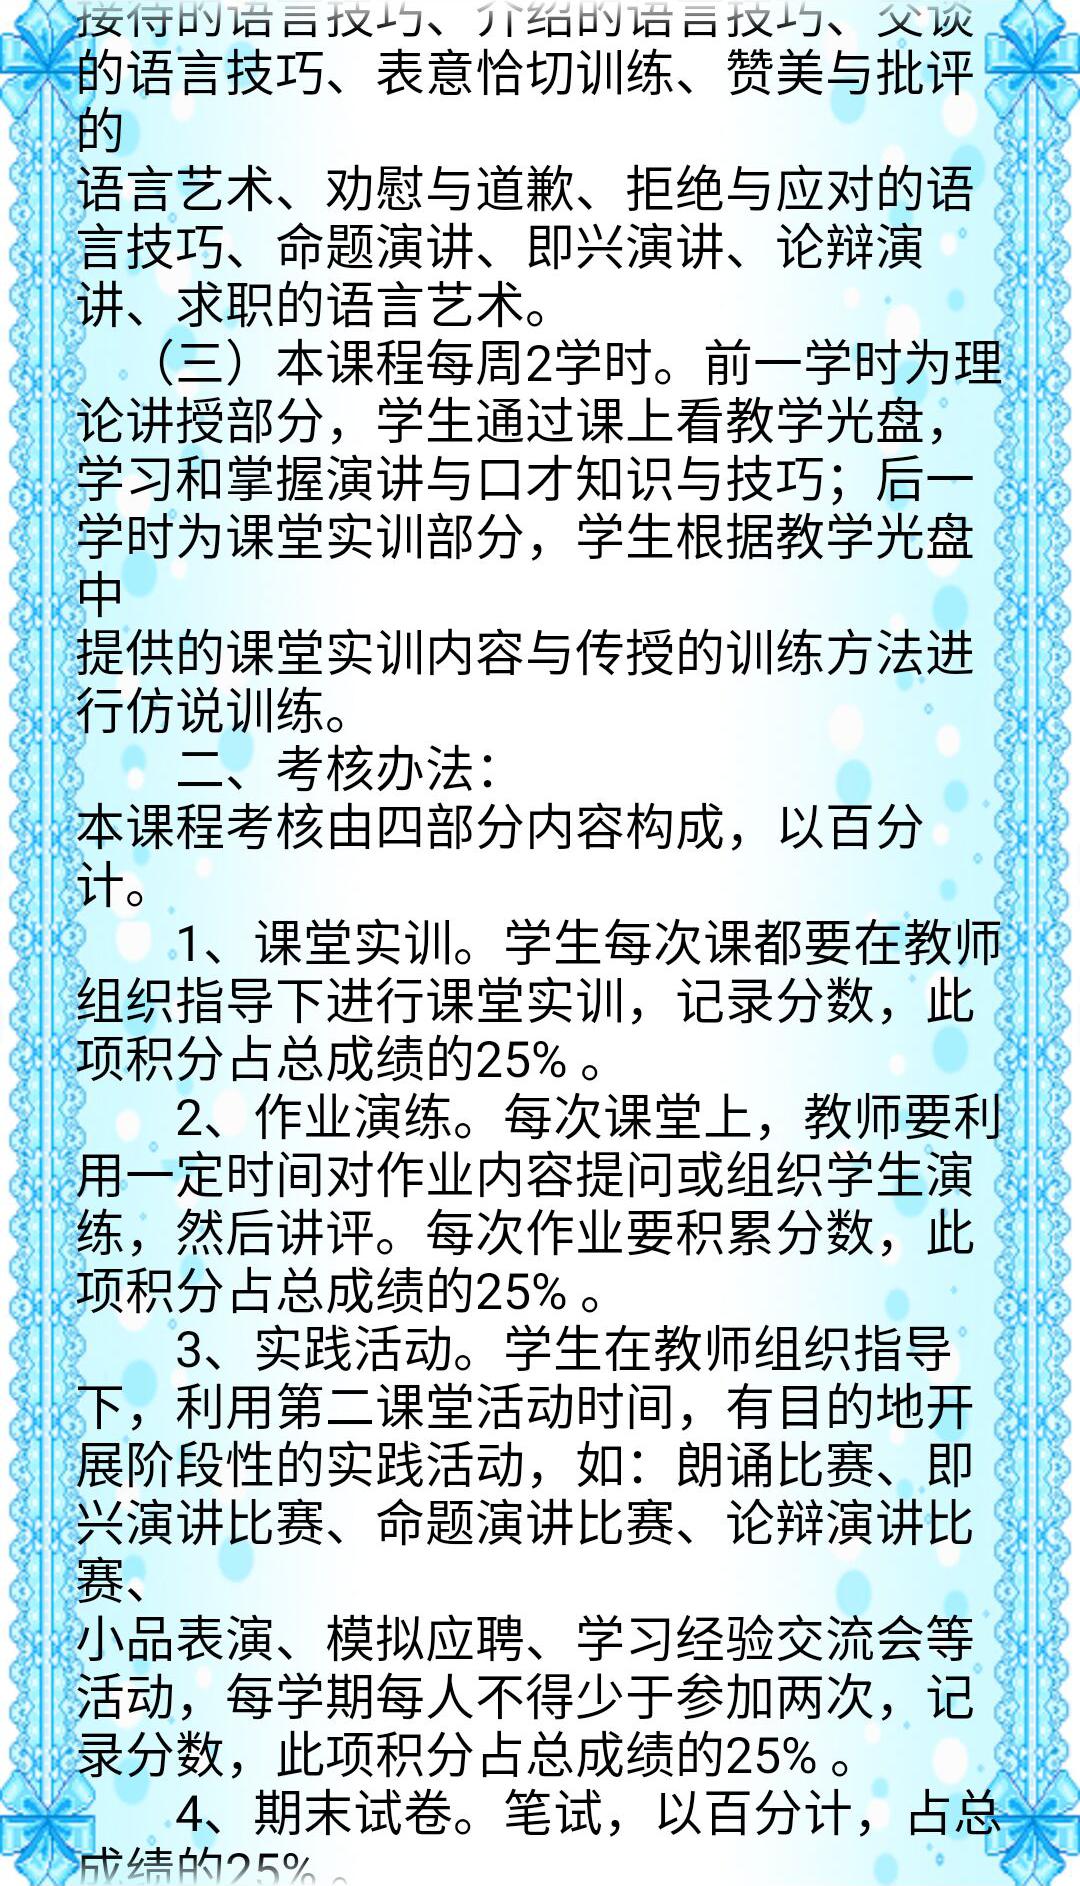 接待的语言技巧、介绍的语言技巧、交谈
的语言技巧、表意恰切训练、赞美与批评
的
语言艺术、劝慰与道歉、拒绝与应对的语
言技巧、命题演讲、即兴演讲、论辩演
讲、求职的语言艺术。
（三）本课程每周2学时。前一学时为理
论讲授部分，学生通过课上看教学光盘，
学习和掌握演讲与口才知识与技巧；后一
学时为课堂实训部分，学生根据教学光盘
中
提供的课堂实训内容与传授的训练方法进
行仿说训练。
二、考核办法：
本课程考核由四部分内容构成，以百分
计。
1、课堂实训。学生每次课都要在教师
组织指导下进行课堂实训，记录分数，此
项积分占总成绩的25% 。
2、作业演练。每次课堂上，教师要利
用一定时间对作业内容提问或组织学生演
练，然后讲评。每次作业要积累分数，此
项积分占总成绩的25% 。
3、实践活动。学生在教师组织指导
下，利用第二课堂活动时间，有目的地开
展阶段性的实践活动，如：朗诵比赛、即
兴演讲比赛、命题演讲比赛、论辩演讲比
赛、
小品表演、模拟应聘、学习经验交流会等
活动，每学期每人不得少于参加两次，记
录分数，此项积分占总成绩的25% 。
4、期末试卷。笔试，以百分计，占总
成绩的25% 。